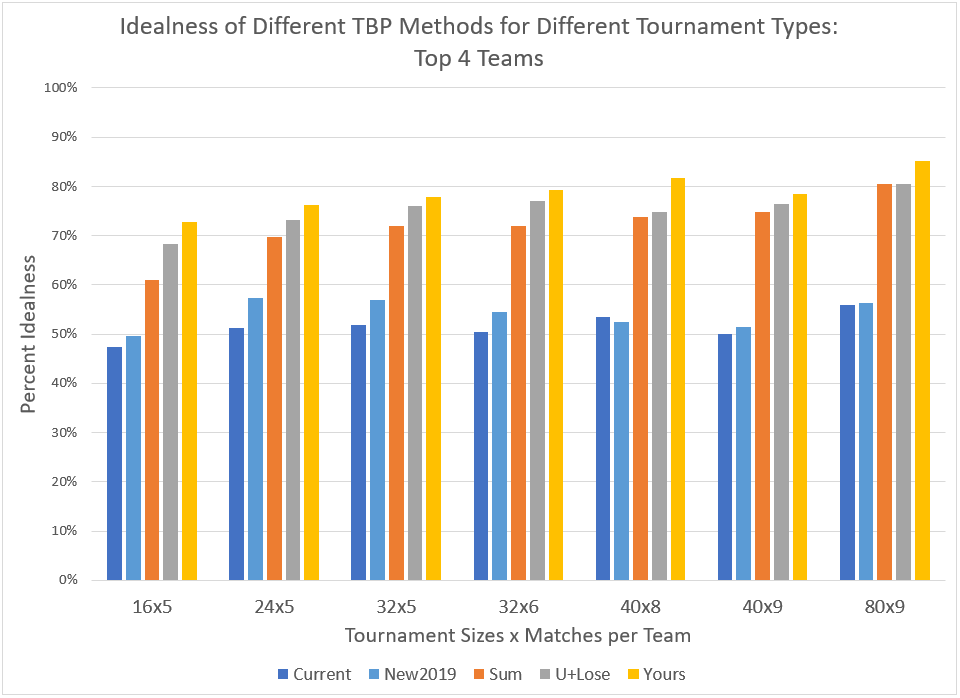 Idealness of Different TBP Methods for Different Tournament Types:
Top 4 Teams
100%
90%
80%
70%
60%
50%
40%
30%
20%
10%
0%
Percent Idealness
16x5 24x5 32x5 32x6 40x8 40x9 80x9
Tournament Sizes x Matches per Team
Current New2019 Sum U+Lose Yours